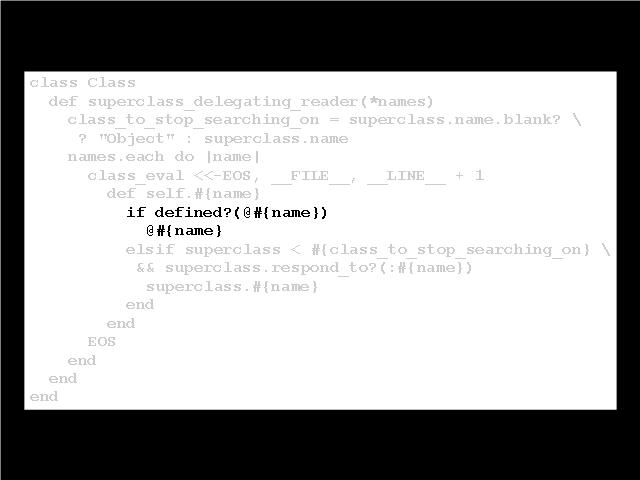 class Class
  def superclass_delegating_reader(*names)
    class_to_stop_searching_on = superclass.name.blank? \
     ? "Object" : superclass.name
    names.each do |name|
      class_eval <<-EOS, __FILE__, __LINE__ + 1
        def self.#{name}
          if defined?(@#{name})
            @#{name}
          elsif superclass < #{class_to_stop_searching_on} \
           && superclass.respond_to?(:#{name})
            superclass.#{name}
          end
        end
      EOS
    end
  end
end